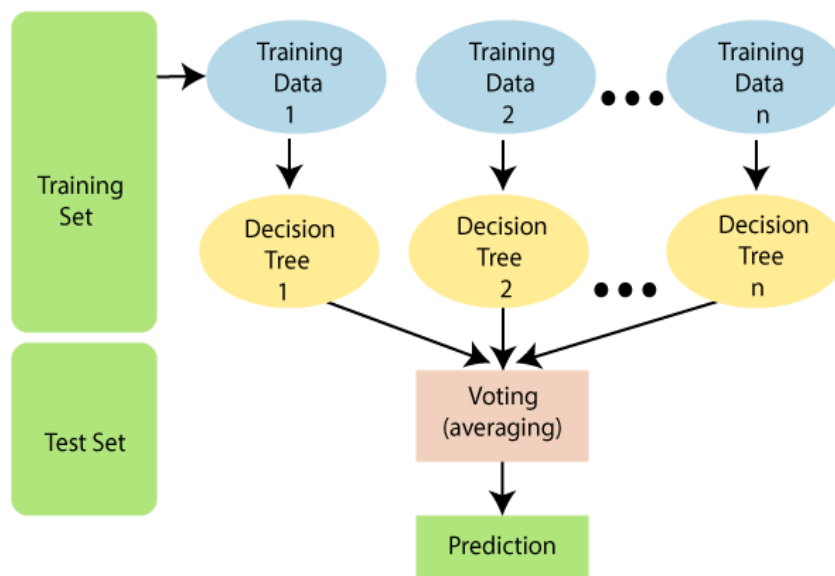 Training
Set
Training
Data
1
Training
Data
2
Training
Data
n
Decision
Tree
1
Decision
Tree
2
Decision
Tree
n
Test Set
Voting
(averaging)
Prediction